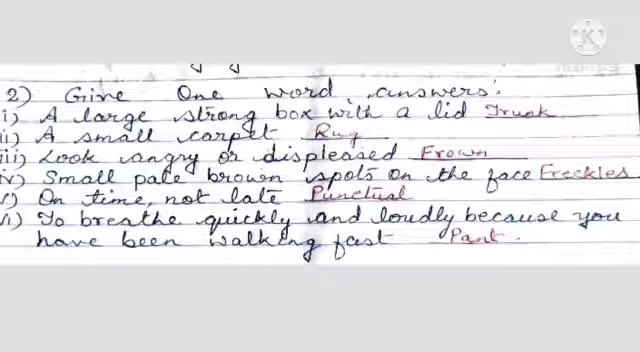 2) Give One word answers:
i) A large strong box with a lid Trunk
ii) A small carpet Rug
iii) Look angry or displeased Frown
iv) Small pale brown spots on the face Freckles
v) On time, not late Punctual
vi) To breathe quickly and loudly because you
have been walking fast Pant.